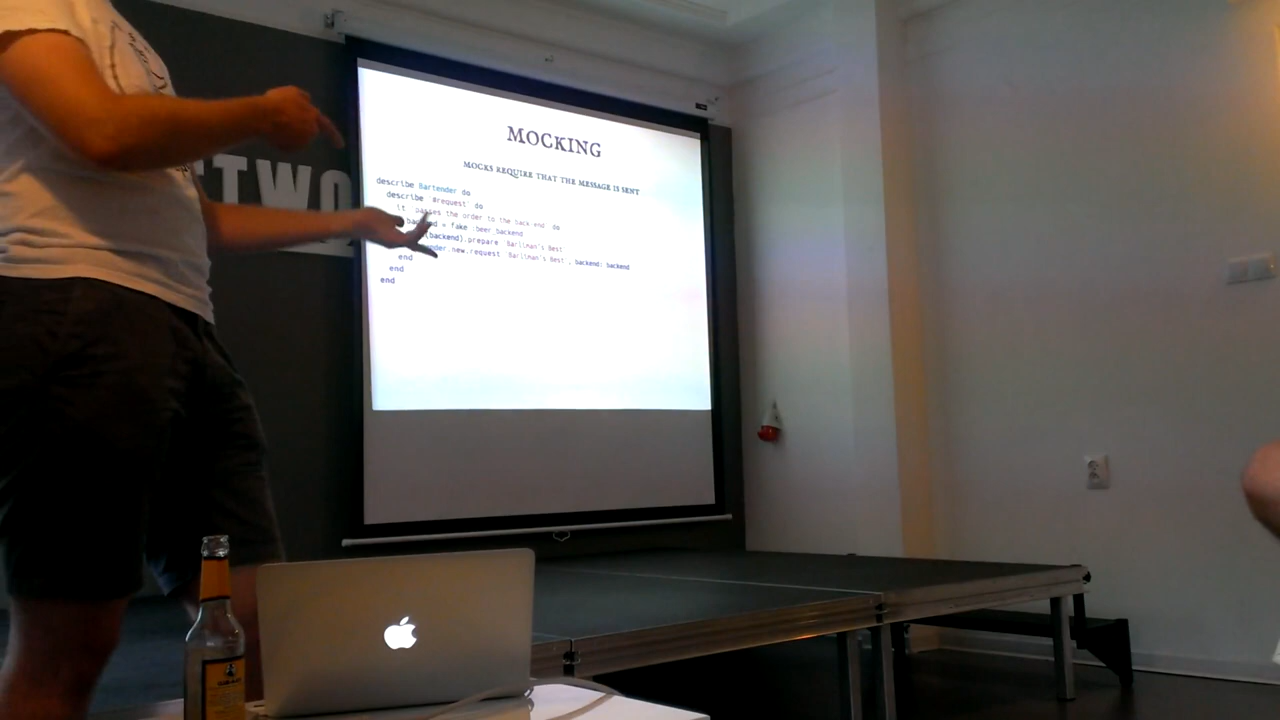 TWO
MOCKING
MOCKS REQUIRE THAT THE MESSAGE IS SENT
describe Bartender do
describe '#request' do
it 'passes the order to the back end' do
= fake :beer_backend
(backend).prepare 'Barliman's Best'
.new.request 'Barliman's Best', backend: backend
end
end
end